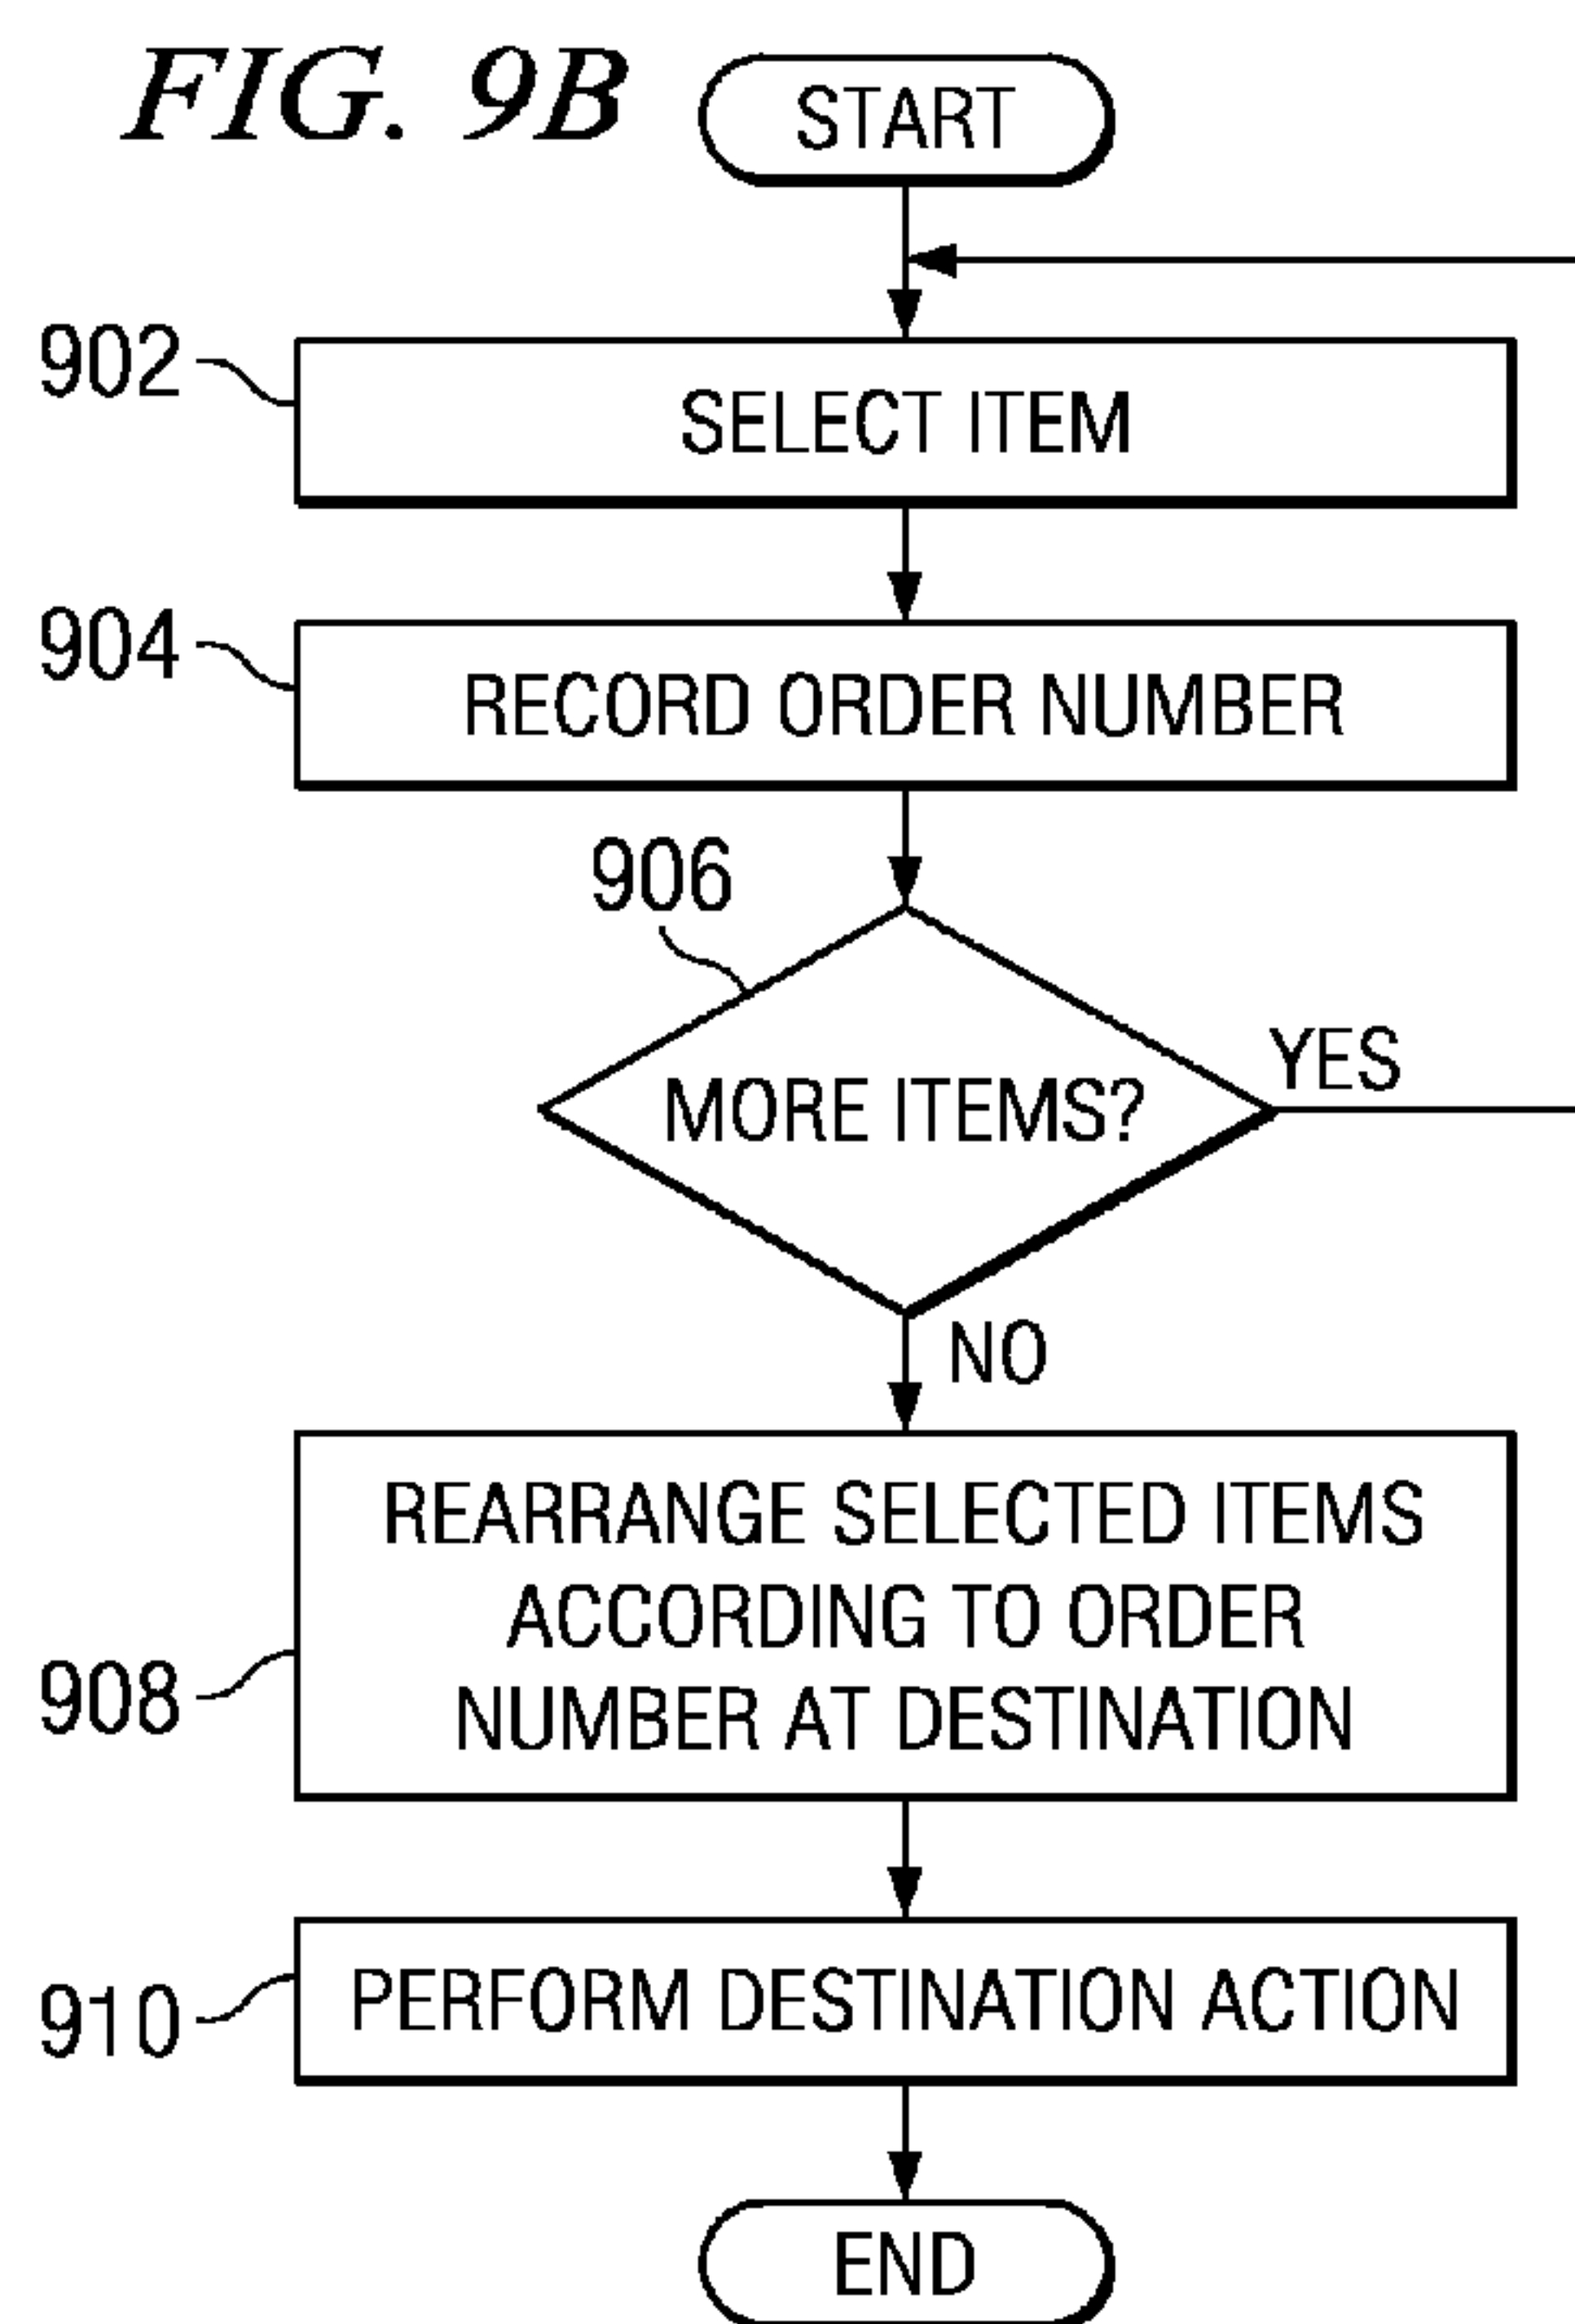 FIG. 9B
START
902
SELECT ITEM
904
RECORD ORDER NUMBER
906
MORE ITEMS?
YES
NO
REARRANGE SELECTED ITEMS
ACCORDING TO ORDER
NUMBER AT DESTINATION
908
PERFORM DESTINATION ACTION
910
END